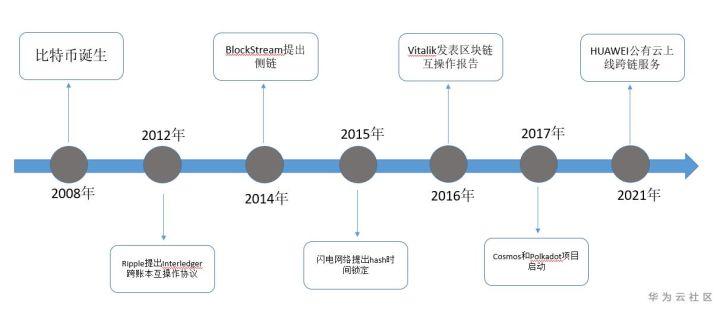 比特币诞生
BlockStream提出
侧链
Vitalik发表区块链
互操作报告
HUAWEI公有云上
线跨链服务
2012年
2015年
2017年
2008年
2014年
2016年
2021年
Ripple提出Interledger
跨账本互操作协议
闪电网络提出hash时
间锁定
Cosmos和Polkadot项目
启动
华为云社区